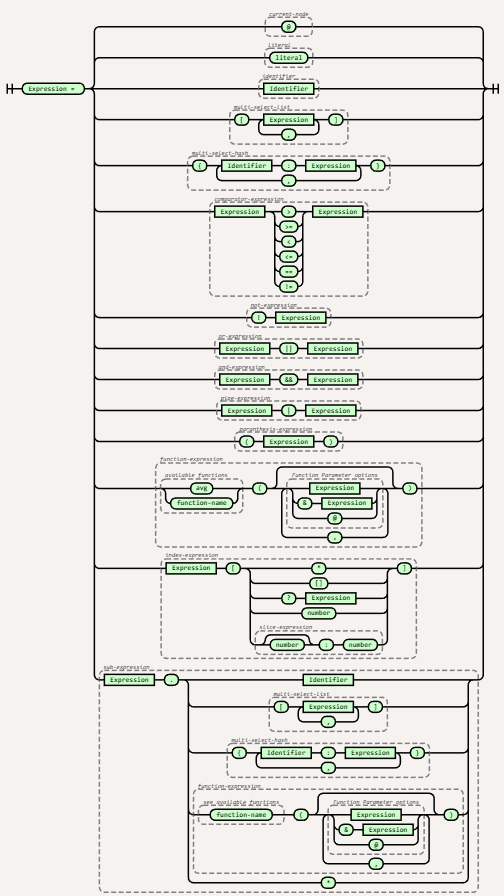 current-node
@
literal
literal
identifier
Expression =
Identifier
multi-select-list
[ Expression ]
,
multi-select-hash
{ Identifier : Expression }
,
comparator-expression
Expression > Expression
>=
<
<=
==
!=
not-expression
! Expression
or-expression
Expression || Expression
and-expression
Expression && Expression
pipe-expression
Expression | Expression
paranthesis-expression
( Expression )
function-expression
available functions
Function Parameter options
avg ( Expression )
function-name & Expression
@
,
index-expression
Expression [ * ]
[]
? Expression
number
slice-expression
number : number
sub-expression
Expression . Identifier
multi-select-list
[ Expression ]
,
multi-select-hash
{ Identifier : Expression }
,
function-expression
see available functions
Function Parameter options
function-name ( Expression )
& Expression
@
,
*